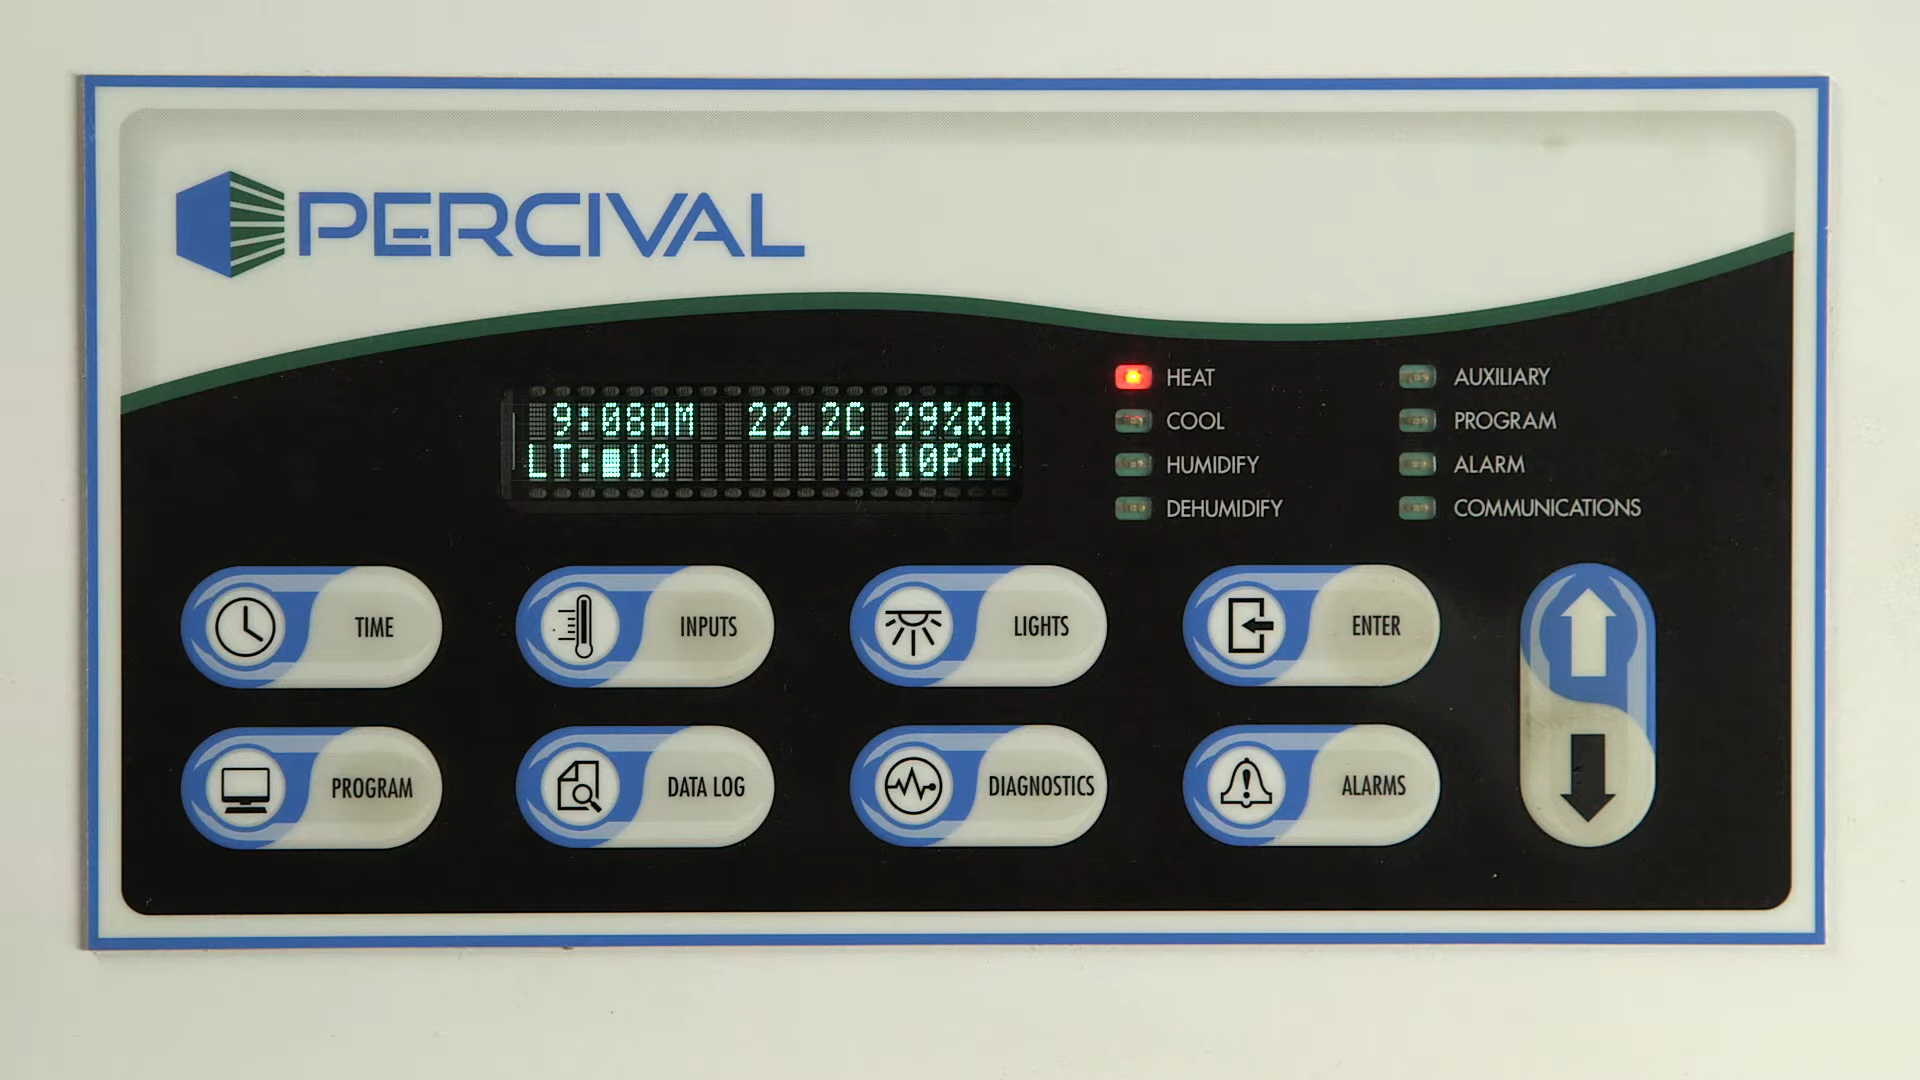 PERCIVAL
9:08AM 22.2C 29%RH
LT:■10 110PPM
HEAT
COOL
HUMIDIFY
DEHUMIDIFY
AUXILIARY
PROGRAM
ALARM
COMMUNICATIONS
TIME
INPUTS
LIGHTS
ENTER
PROGRAM
DATA LOG
DIAGNOSTICS
ALARMS